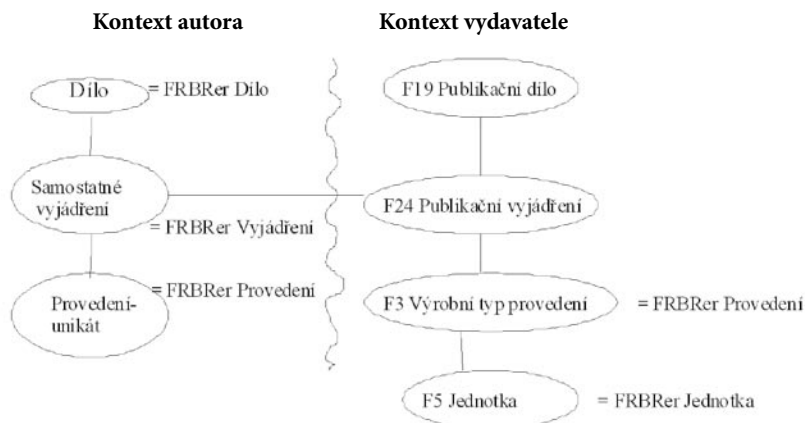 Kontext autora
Kontext vydavatele
Dílo
= FRBRer Dílo
F19 Publikační dílo
Samostatné
vyjádření
= FRBRer Vyjádření
F24 Publikační vyjádření
Provedení-
unikát
= FRBRer Provedení
F3 Výrobní typ provedení
= FRBRer Provedení
F5 Jednotka
= FRBRer Jednotka